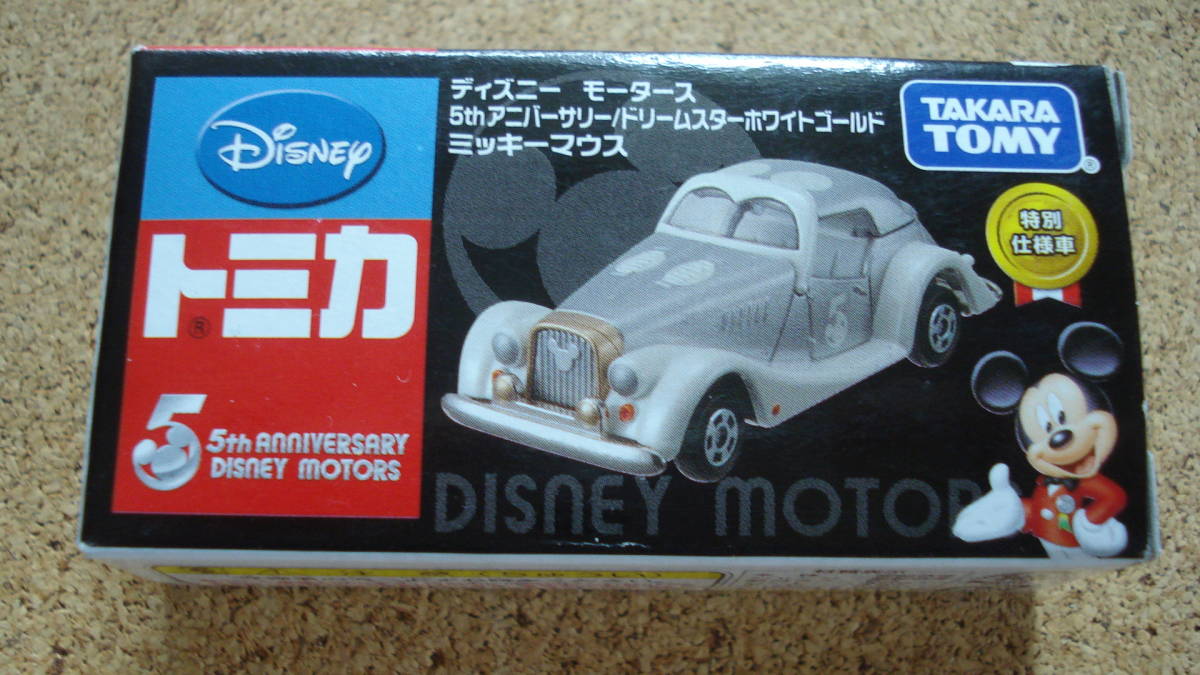 Disney
トミカ
®
5
5th ANNIVERSARY
DISNEY MOTORS
ディズニー モータース
5thアニバーサリー/ドリームスターホワイトゴールド
ミッキーマウス
TAKARA
TOMY
®
特別
仕様車
5
DISNEY MOTORS